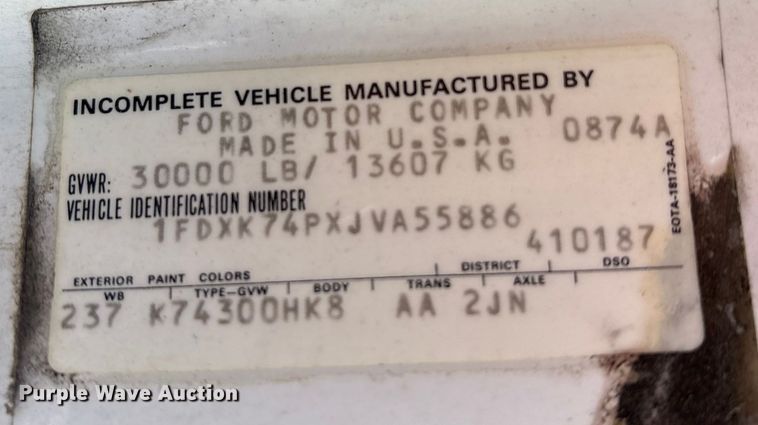 INCOMPLETE VEHICLE MANUFACTURED BY
FORD MOTOR COMPANY
MADE IN U.S.A. 0874A
GVWR: 30000 LB/ 13607 KG
VEHICLE IDENTIFICATION NUMBER
1FDXK74PXJVA55886
410187
EXTERIOR PAINT COLORS DISTRICT DSO
WB TYPE-GVW BODY TRANS AXLE
237 K74300HK8 AA 2JN
EOTA-18173-AA
Purple Wave Auction